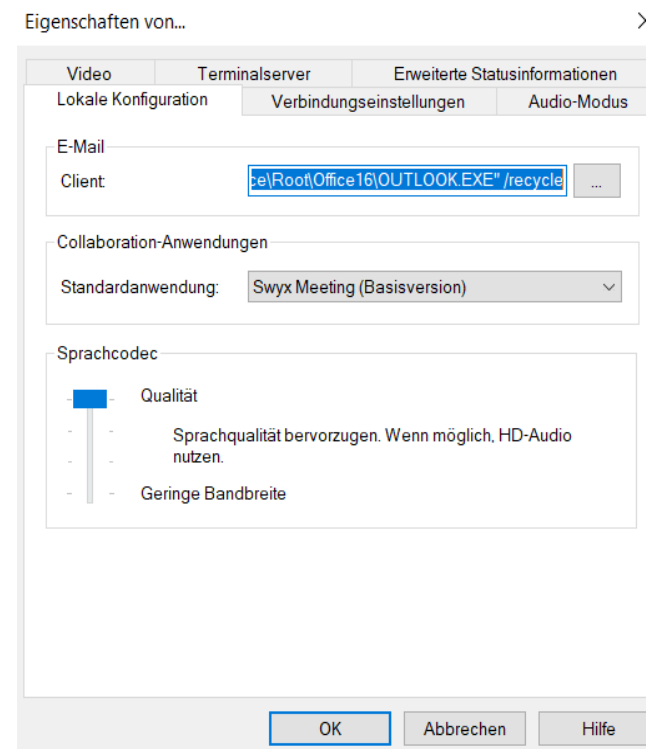 Eigenschaften von...
Video Terminalserver Erweiterte Statusinformationen
Lokale Konfiguration Verbindungseinstellungen Audio-Modus
E-Mail
Client: ce\Root\Office16\OUTLOOK.EXE" /recycle ...
Collaboration-Anwendungen
Standardanwendung: Swyx Meeting (Basisversion)
Sprachcodec
Qualität
Sprachqualität bervorzugen. Wenn möglich, HD-Audio
nutzen.
Geringe Bandbreite
OK Abbrechen Hilfe